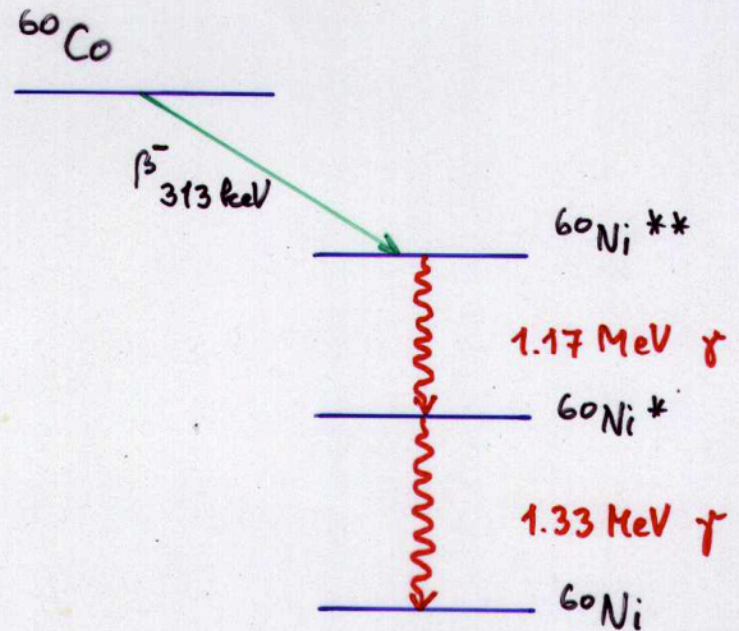 ⁶⁰Co
β⁻
313 keV
⁶⁰Ni **
1.17 MeV γ
⁶⁰Ni *
1.33 MeV γ
⁶⁰Ni